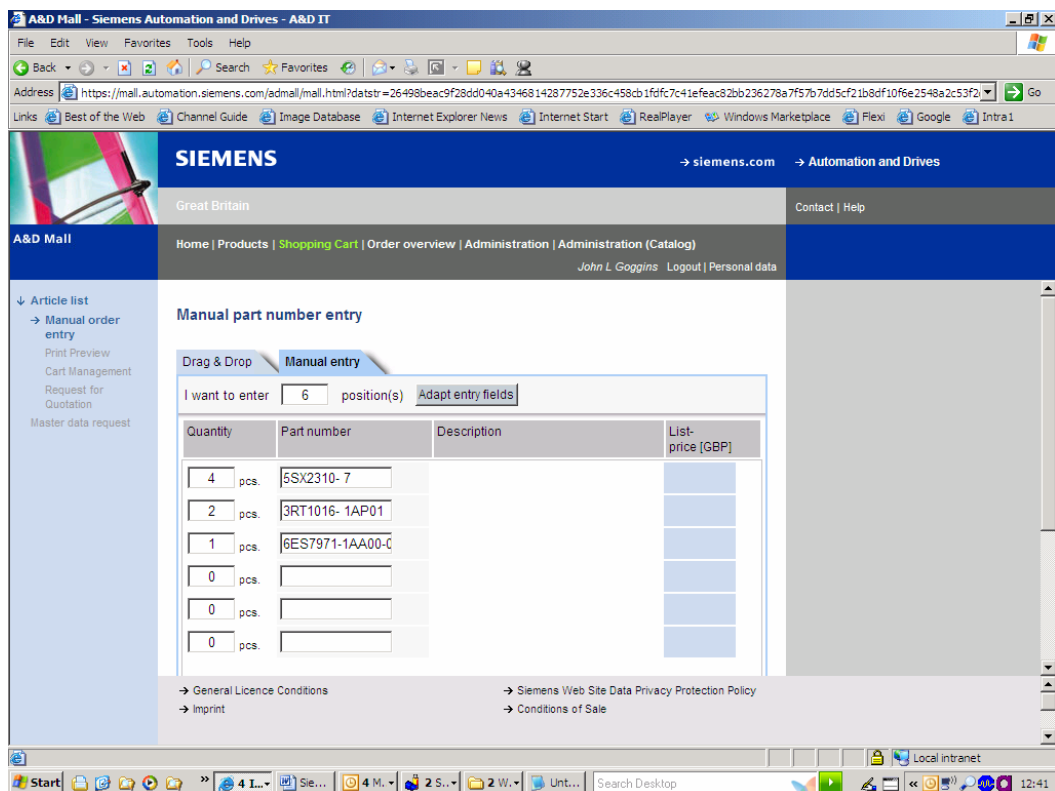 A&D Mall - Siemens Automation and Drives - A&D IT
File Edit View Favorites Tools Help
Back Search Favorites
Address https://mall.automation.siemens.com/admall/mall.html?datstr=26498beac9f28dd040a4346814287752e336c458cb1fdfc7c41efeac82bb236278a7f57b7dd5cf21b8df10f6e2548a2c53f2 Go
Links Best of the Web Channel Guide Image Database Internet Explorer News Internet Start RealPlayer Windows Marketplace Flexi Google Intra1
SIEMENS
siemens.com Automation and Drives
Great Britain
Contact | Help
A&D Mall
Home | Products | Shopping Cart | Order overview | Administration | Administration (Catalog)
John L Goggins Logout | Personal data
Article list
Manual order
entry
Print Preview
Cart Management
Request for
Quotation
Master data request
Manual part number entry
Drag & Drop Manual entry
I want to enter 6 position(s) Adapt entry fields
Quantity Part number Description List-
price [GBP]
4 pcs. 5SX2310- 7
2 pcs. 3RT1016- 1AP01
1 pcs. 6ES7971-1AA00-0
0 pcs.
0 pcs.
0 pcs.
General Licence Conditions Siemens Web Site Data Privacy Protection Policy
Imprint Conditions of Sale
Local intranet
Start 4 I... Sie... 4 M. 2 S.. 2 W. Unt... Search Desktop 12:41